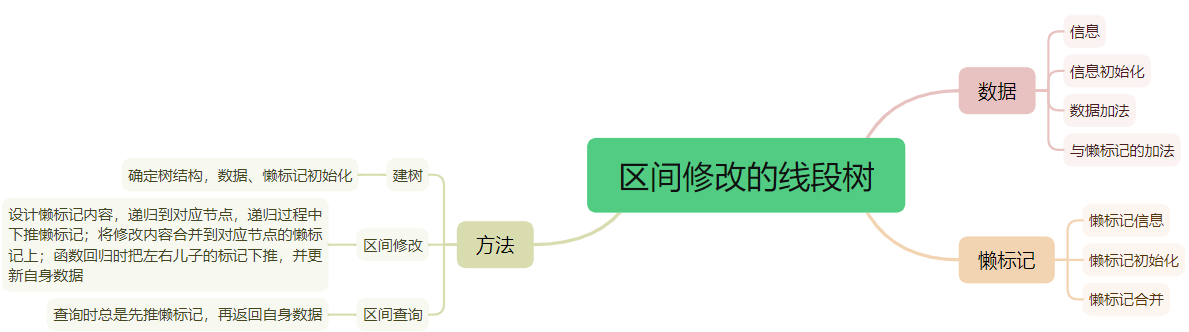 区间修改的线段树
数据
信息
信息初始化
数据加法
与懒标记的加法
懒标记
懒标记信息
懒标记初始化
懒标记合并
方法
建树
确定树结构，数据、懒标记初始化
区间修改
设计懒标记内容，递归到对应节点，递归过程中
下推懒标记；将修改内容合并到对应节点的懒标
记上；函数回归时把左右儿子的标记下推，并更
新自身数据
区间查询
查询时总是先推懒标记，再返回自身数据